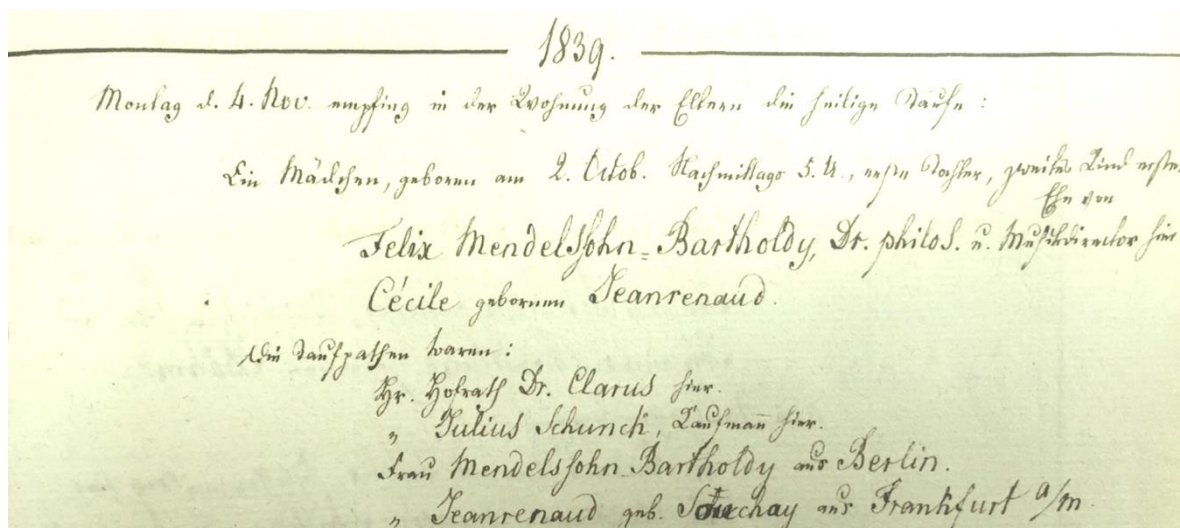 1839.
Montag d. 4. Nov. empfing in der Wohnung der Eltern die heilige Taufe:
Ein Mädchen, geboren am 2. Octob. Nachmittags 5. U., erste Tochter, zweites Kind erster
Ehe von
Felix Mendelssohn-Bartholdy, Dr. philos. u. Musikdirector hier
Cécile gebornen Jeanrenaud.
Die Taufpathen waren:
Hr. Hofrath Dr. Clarus hier.
„ Julius Schunck, Kaufmann hier.
Frau Mendelssohn-Bartholdy aus Berlin.
„ Jeanrenaud geb. Souchay aus Frankfurt a/m.